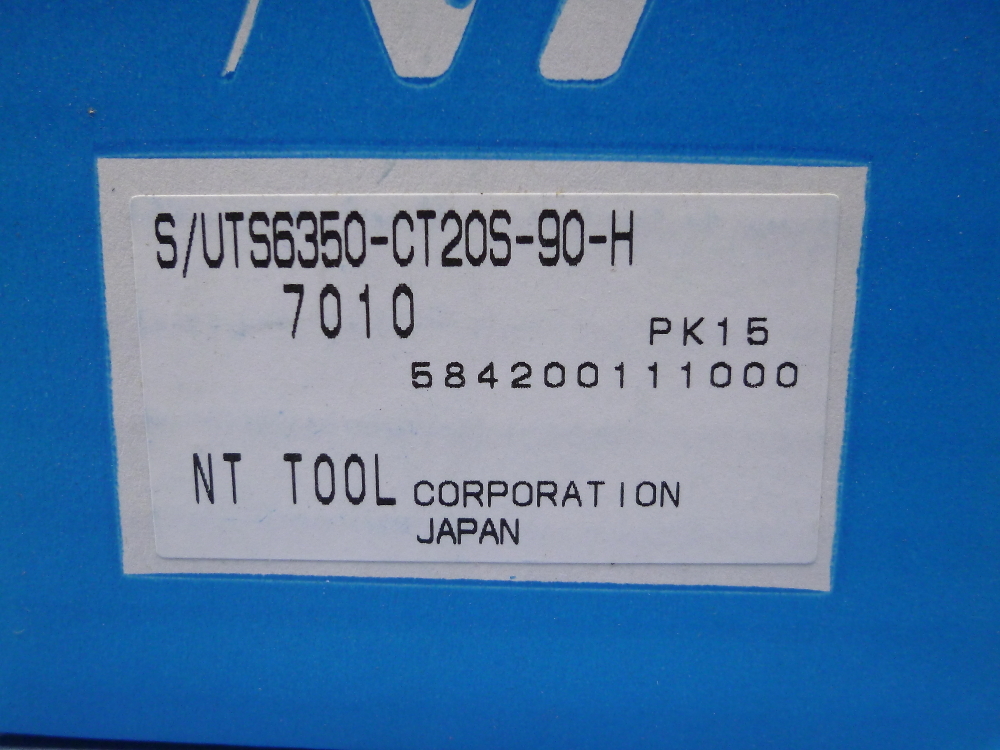 S/UTS6350-CT20S-90-H
7010
PK15
584200111000
NT TOOL CORPORATION
JAPAN